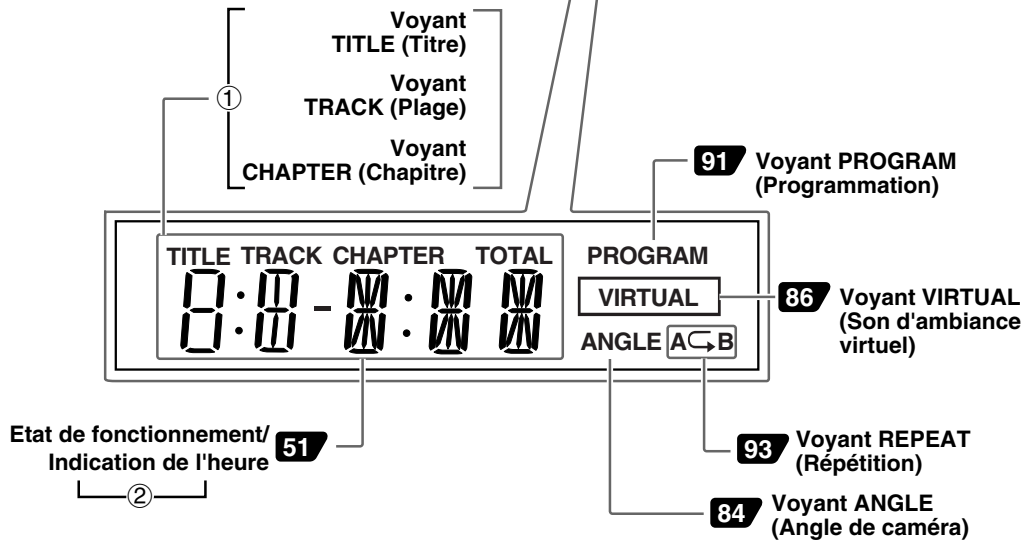 Voyant
TITLE (Titre)
Voyant
TRACK (Plage)
Voyant
CHAPTER (Chapitre)
①
91 Voyant PROGRAM
(Programmation)
TITLE TRACK CHAPTER TOTAL
PROGRAM
VIRTUAL
ANGLE A B
86 Voyant VIRTUAL
(Son d'ambiance
virtuel)
Etat de fonctionnement/
Indication de l'heure
51
②
93 Voyant REPEAT
(Répétition)
84 Voyant ANGLE
(Angle de caméra)